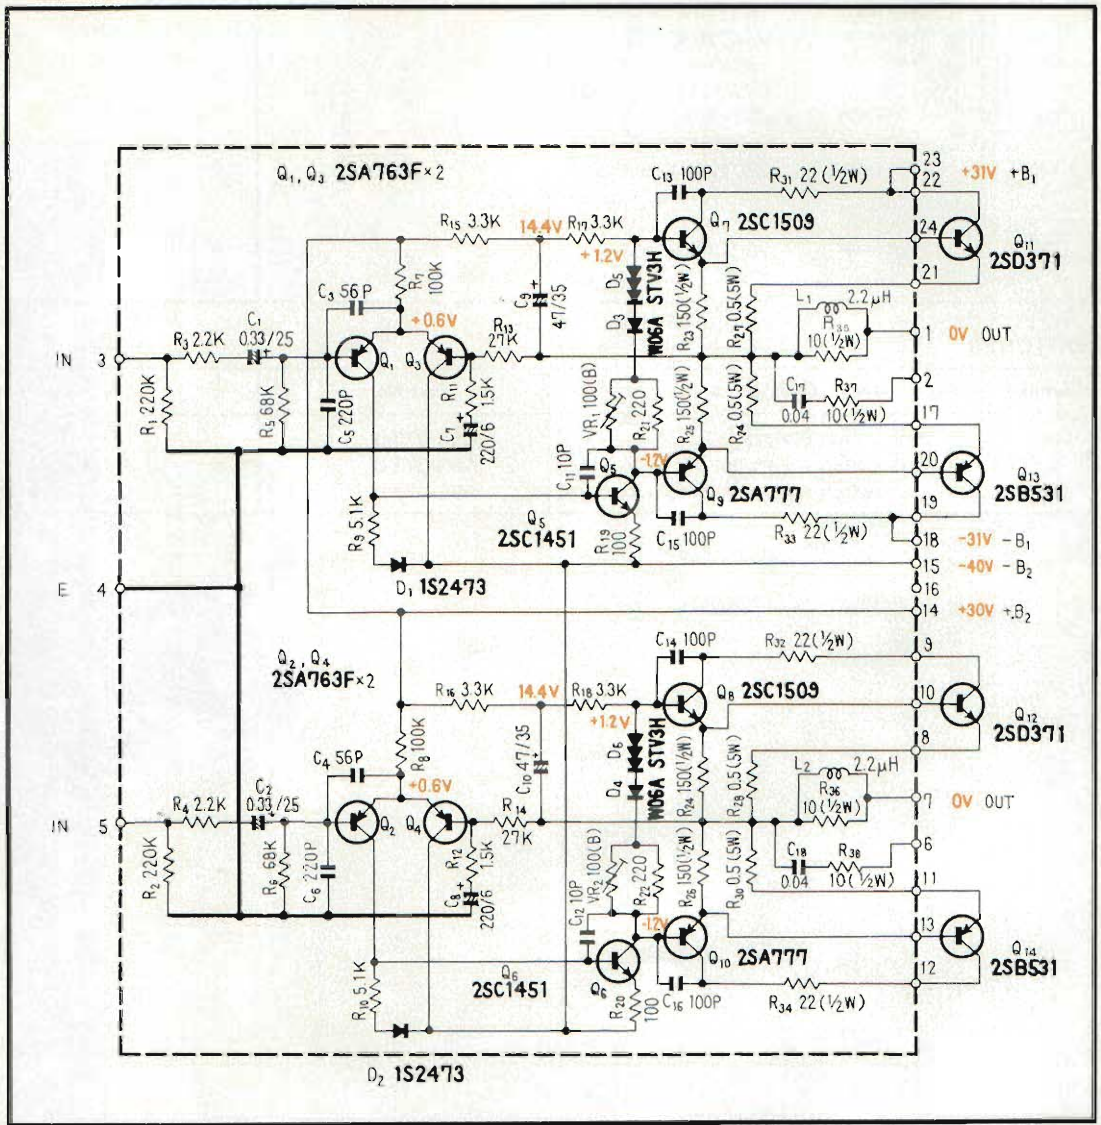 Q1, Q3 2SA763F×2
C13 100P
R31 22 (½W)
23
+31V +B1
22
Q7
2SC1509
R15 3.3K
14.4V
R17 3.3K
+1.2V
24
Q11
2SD371
R7 100K
C9 47/35
D5
D3
W06A STV3H
R23 150(½W)
R27 0.5(5W)
21
C3 56P
+0.6V
R13
27K
L1
2.2μH
R35
10(½W)
1
0V OUT
C1
0.33/25
R3 2.2K
IN
3
Q1
Q3
R1 220K
R5 68K
C5 220P
R11
1.5K
C7
220/6
VR1 100(B)
R21 220
R25 150(½W)
0.5(5W)
C17
0.04
R37
10(½W)
2
17
C11 10P
Q5
-1.2V
Q9
2SA777
20
Q13
2SB531
R9 5.1K
Q5
2SC1451
R19
100
C15 100P
R33 22 (½W)
19
18
-31V -B1
D1 1S2473
15
-40V -B2
E
4
16
14
+30V +B2
Q2, Q4
2SA763F×2
C14 100P
R32 22(½W)
9
R16 3.3K
14.4V
R18 3.3K
+1.2V
Q8
2SC1509
10
Q12
2SD371
R8 100K
C10 47/35
D6
D4
W06A STV3H
R24 150(½W)
0.5(5W)
8
C4 56P
+0.6V
R14
27K
L2
2.2μH
R36
10(½W)
7
0V OUT
C2
0.33/25
R4 2.2K
IN
5
Q2
Q4
R2 220K
R6 68K
C6 220P
R12
1.5K
C8
220/6
VR2 100(B)
R22 220
R26 150(½W)
R30 0.5(5W)
C18
0.04
R38
10(½W)
6
11
C12 10P
-1.2V
Q10
2SA777
13
Q14
2SB531
R10 5.1K
Q6
2SC1451
Q6
R20
100
C16 100P
R34 22(½W)
12
D2 1S2473